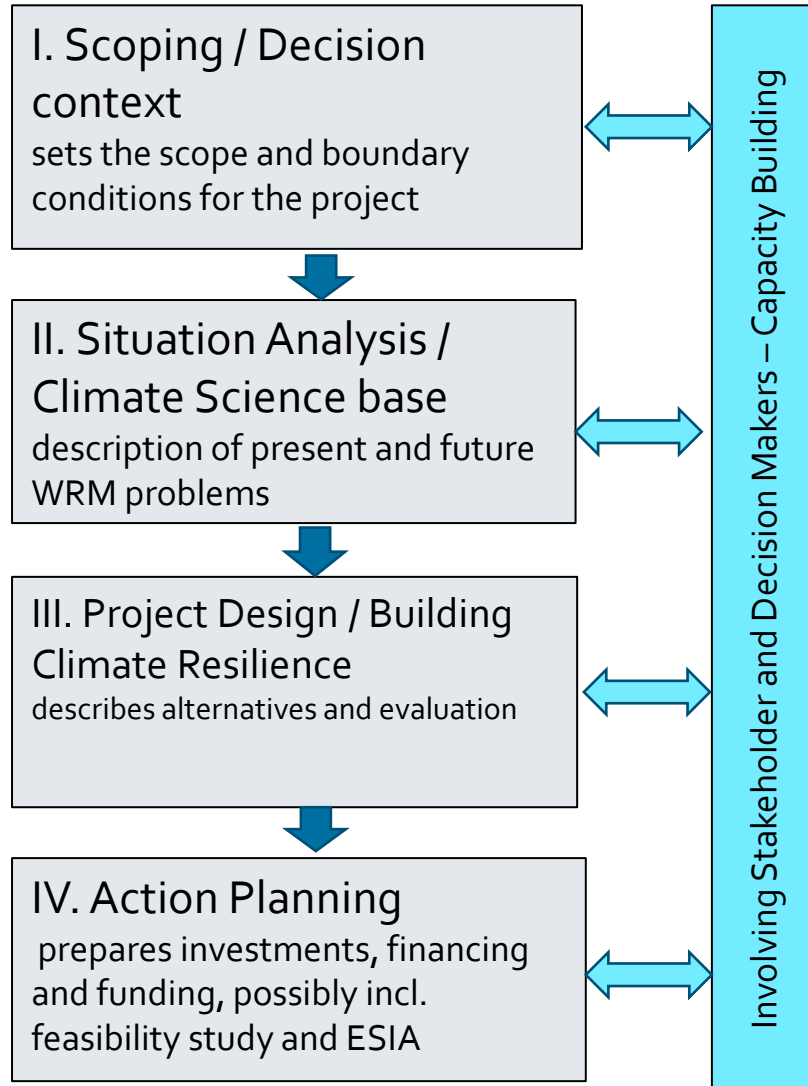 I. Scoping / Decision
context
sets the scope and boundary
conditions for the project
II. Situation Analysis /
Climate Science base
description of present and future
WRM problems
III. Project Design / Building
Climate Resilience
describes alternatives and evaluation
IV. Action Planning
prepares investments, financing
and funding, possibly incl.
feasibility study and ESIA
Involving Stakeholder and Decision Makers – Capacity Building